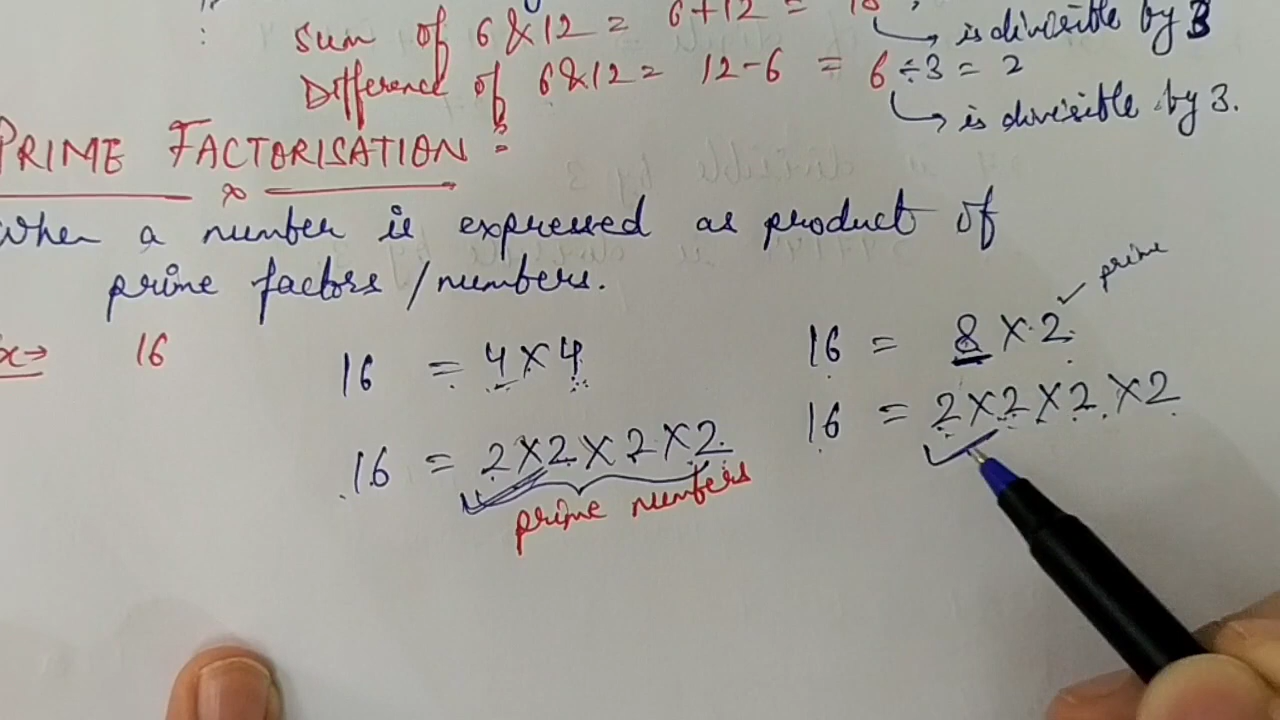 Sum of 6 & 12 = 6 + 12 = 18
is divisible by 3
Difference of 6 & 12 = 12 - 6 = 6 ÷ 3 = 2
is divisible by 3.
PRIME FACTORISATION :
When a number is expressed as product of
prime factors / numbers.
Ex → 16
16 = 4 × 4
16 = 2 × 2 × 2 × 2
prime numbers
16 = 8 × 2
prime
16 = 2 × 2 × 2 × 2